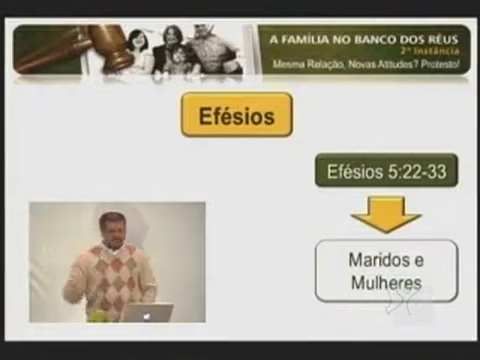 A FAMÍLIA NO BANCO DOS RÉUS
2ª Instância
Mesma Relação, Novas Atitudes? Protesto!
Efésios
Efésios 5:22-33
Maridos e
Mulheres